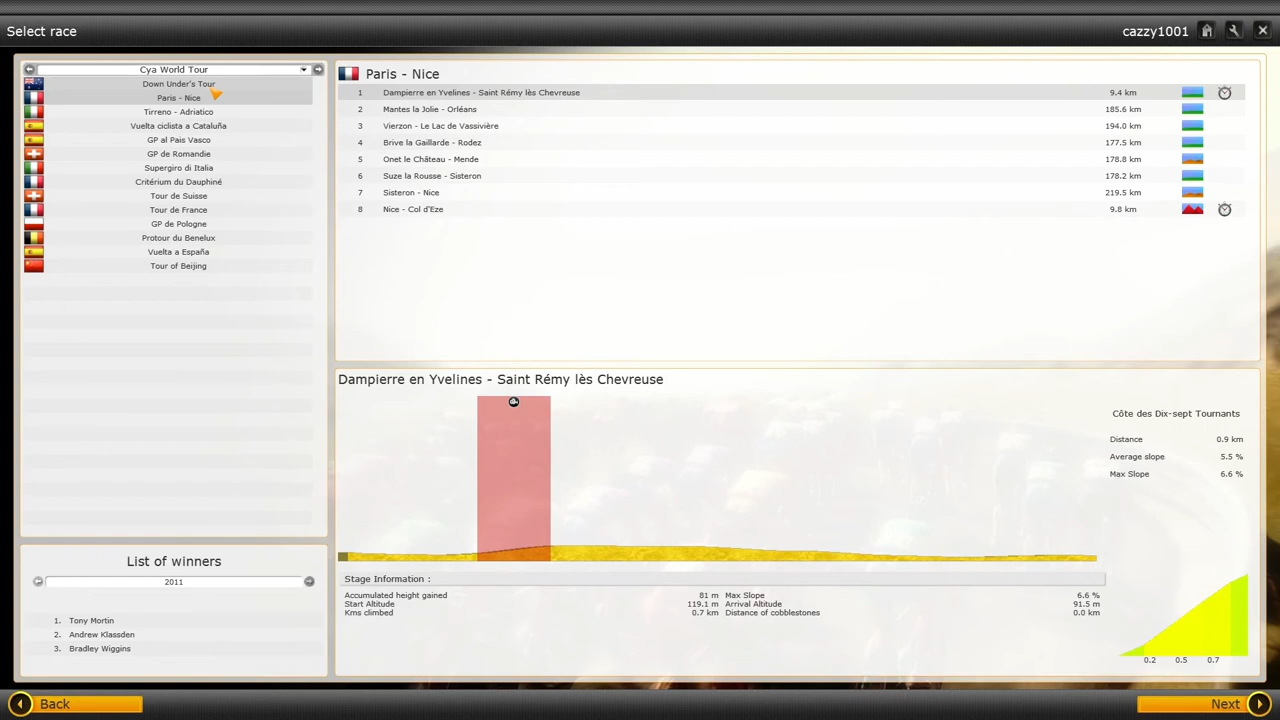 Select race
cazzy1001
Cya World Tour
Down Under's Tour
Paris - Nice
Tirreno - Adriatico
Vuelta ciclista a Cataluña
GP al Pais Vasco
GP de Romandie
Supergiro di Italia
Critérium du Dauphiné
Tour de Suisse
Tour de France
GP de Pologne
Protour du Benelux
Vuelta a España
Tour of Beijing
List of winners
2011
1. Tony Mortin
2. Andrew Klassden
3. Bradley Wiggins
Paris - Nice
1 Dampierre en Yvelines - Saint Rémy lès Chevreuse 9.4 km
2 Mantes la Jolie - Orléans 185.6 km
3 Vierzon - Le Lac de Vassivière 194.0 km
4 Brive la Gaillarde - Rodez 177.5 km
5 Onet le Château - Mende 178.8 km
6 Suze la Rousse - Sisteron 178.2 km
7 Sisteron - Nice 219.5 km
8 Nice - Col d'Eze 9.8 km
Dampierre en Yvelines - Saint Rémy lès Chevreuse
Côte des Dix-sept Tournants
Distance 0.9 km
Average slope 5.5 %
Max Slope 6.6 %
Stage Information :
Accumulated height gained 81 m Max Slope 6.6 %
Start Altitude 119.1 m Arrival Altitude 91.5 m
Kms climbed 0.7 km Distance of cobblestones 0.0 km
0.2 0.5 0.7
Back
Next